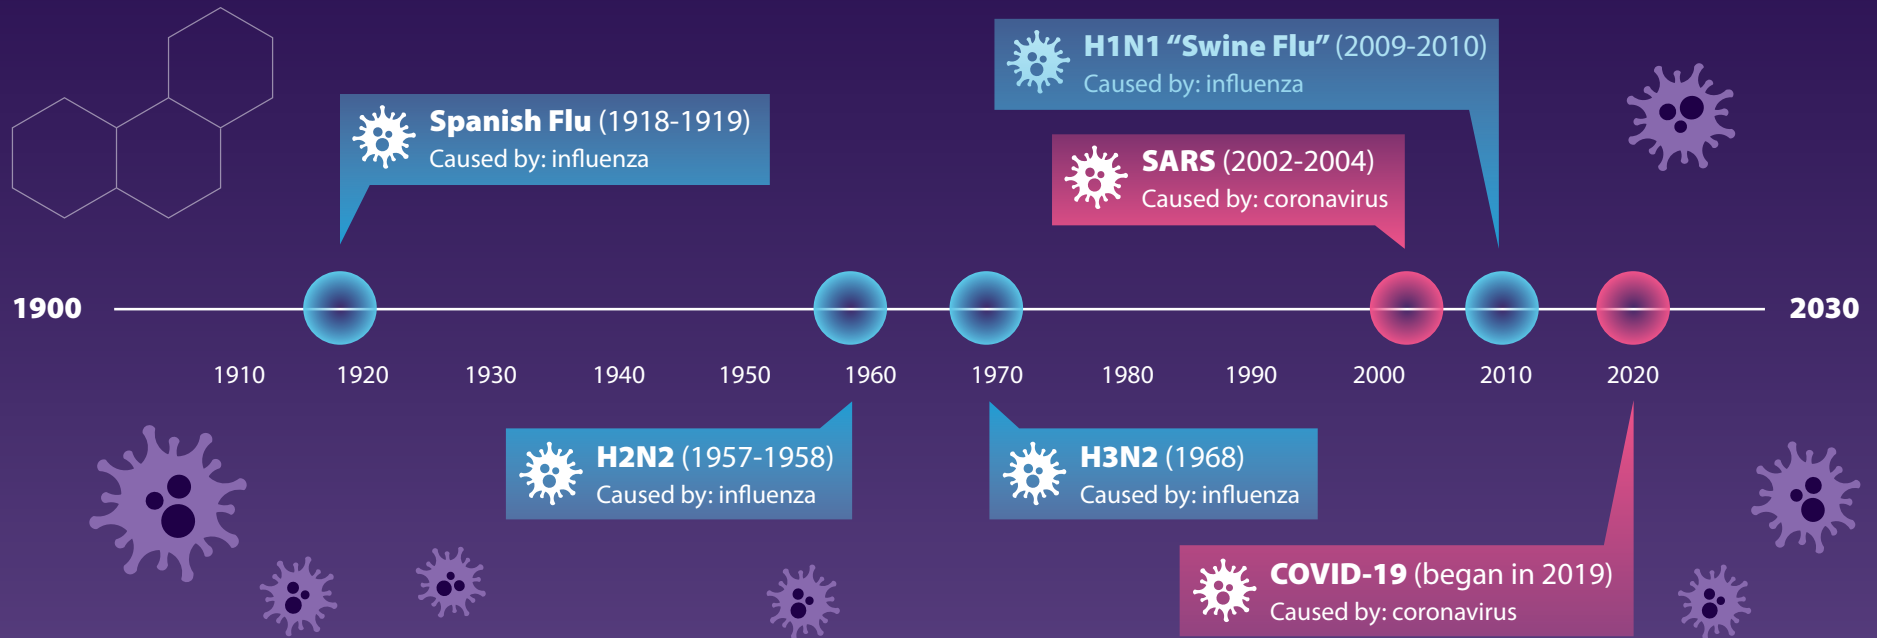 H1N1 “Swine Flu” (2009-2010)
Caused by: influenza
Spanish Flu (1918-1919)
Caused by: influenza
SARS (2002-2004)
Caused by: coronavirus
1900
2030
1910 1920 1930 1940 1950 1960 1970 1980 1990 2000 2010 2020
H2N2 (1957-1958)
Caused by: influenza
H3N2 (1968)
Caused by: influenza
COVID-19 (began in 2019)
Caused by: coronavirus